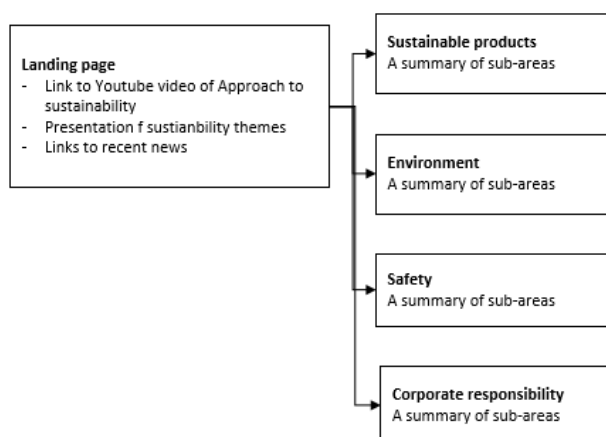 Landing page
- Link to Youtube video of Approach to
sustainability
- Presentation f sustianbility themes
- Links to recent news
Sustainable products
A summary of sub-areas
Environment
A summary of sub-areas
Safety
A summary of sub-areas
Corporate responsibility
A summary of sub-areas